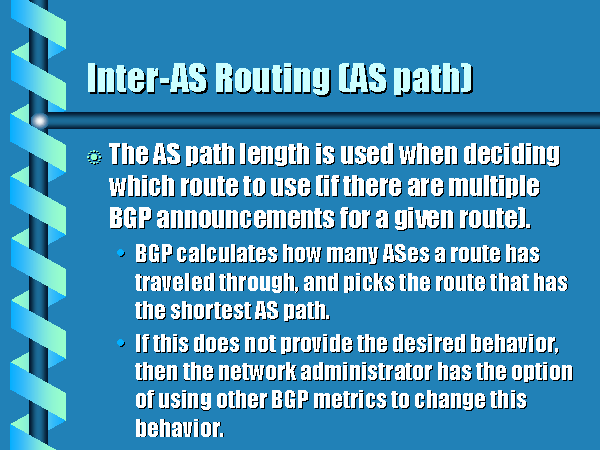 Inter-AS Routing (AS path)
The AS path length is used when deciding
which route to use (if there are multiple
BGP announcements for a given route).
BGP calculates how many ASes a route has
traveled through, and picks the route that has
the shortest AS path.
If this does not provide the desired behavior,
then the network administrator has the option
of using other BGP metrics to change this
behavior.